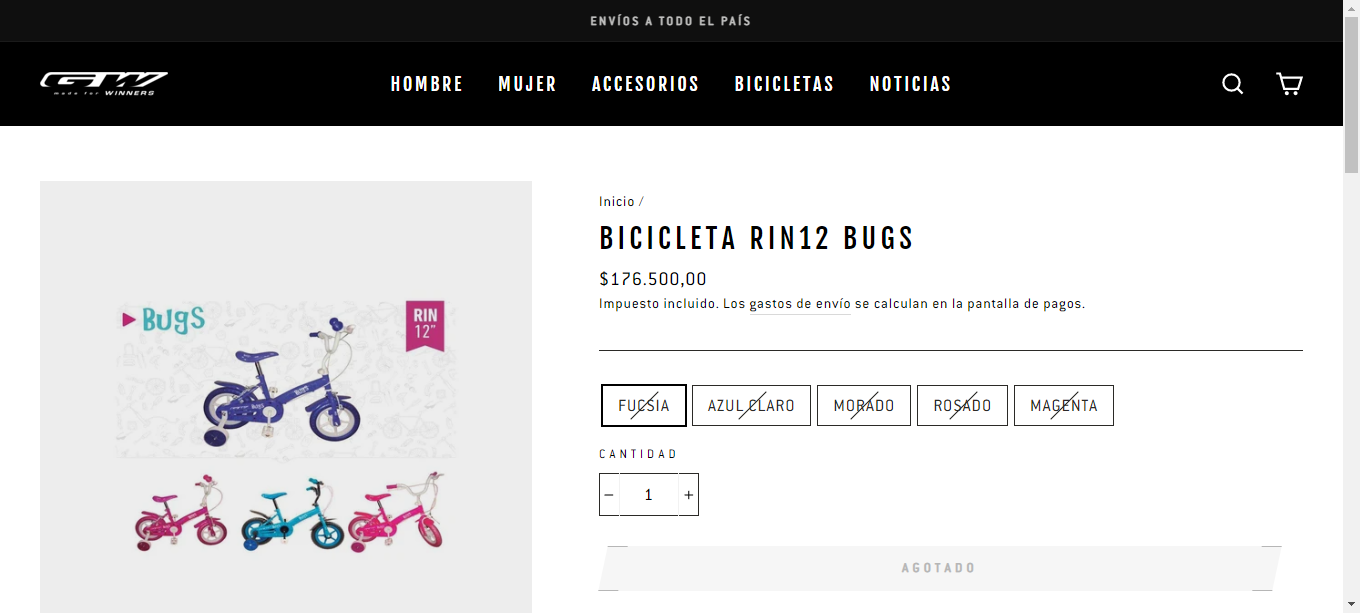 ENVÍOS A TODO EL PAÍS
GW
made for WINNERS
HOMBRE MUJER ACCESORIOS BICICLETAS NOTICIAS
Inicio /
BICICLETA RIN12 BUGS
$176.500,00
Impuesto incluido. Los gastos de envío se calculan en la pantalla de pagos.
Bugs
RIN
12"
FUCSIA AZUL CLARO MORADO ROSADO MAGENTA
CANTIDAD
− 1 +
AGOTADO